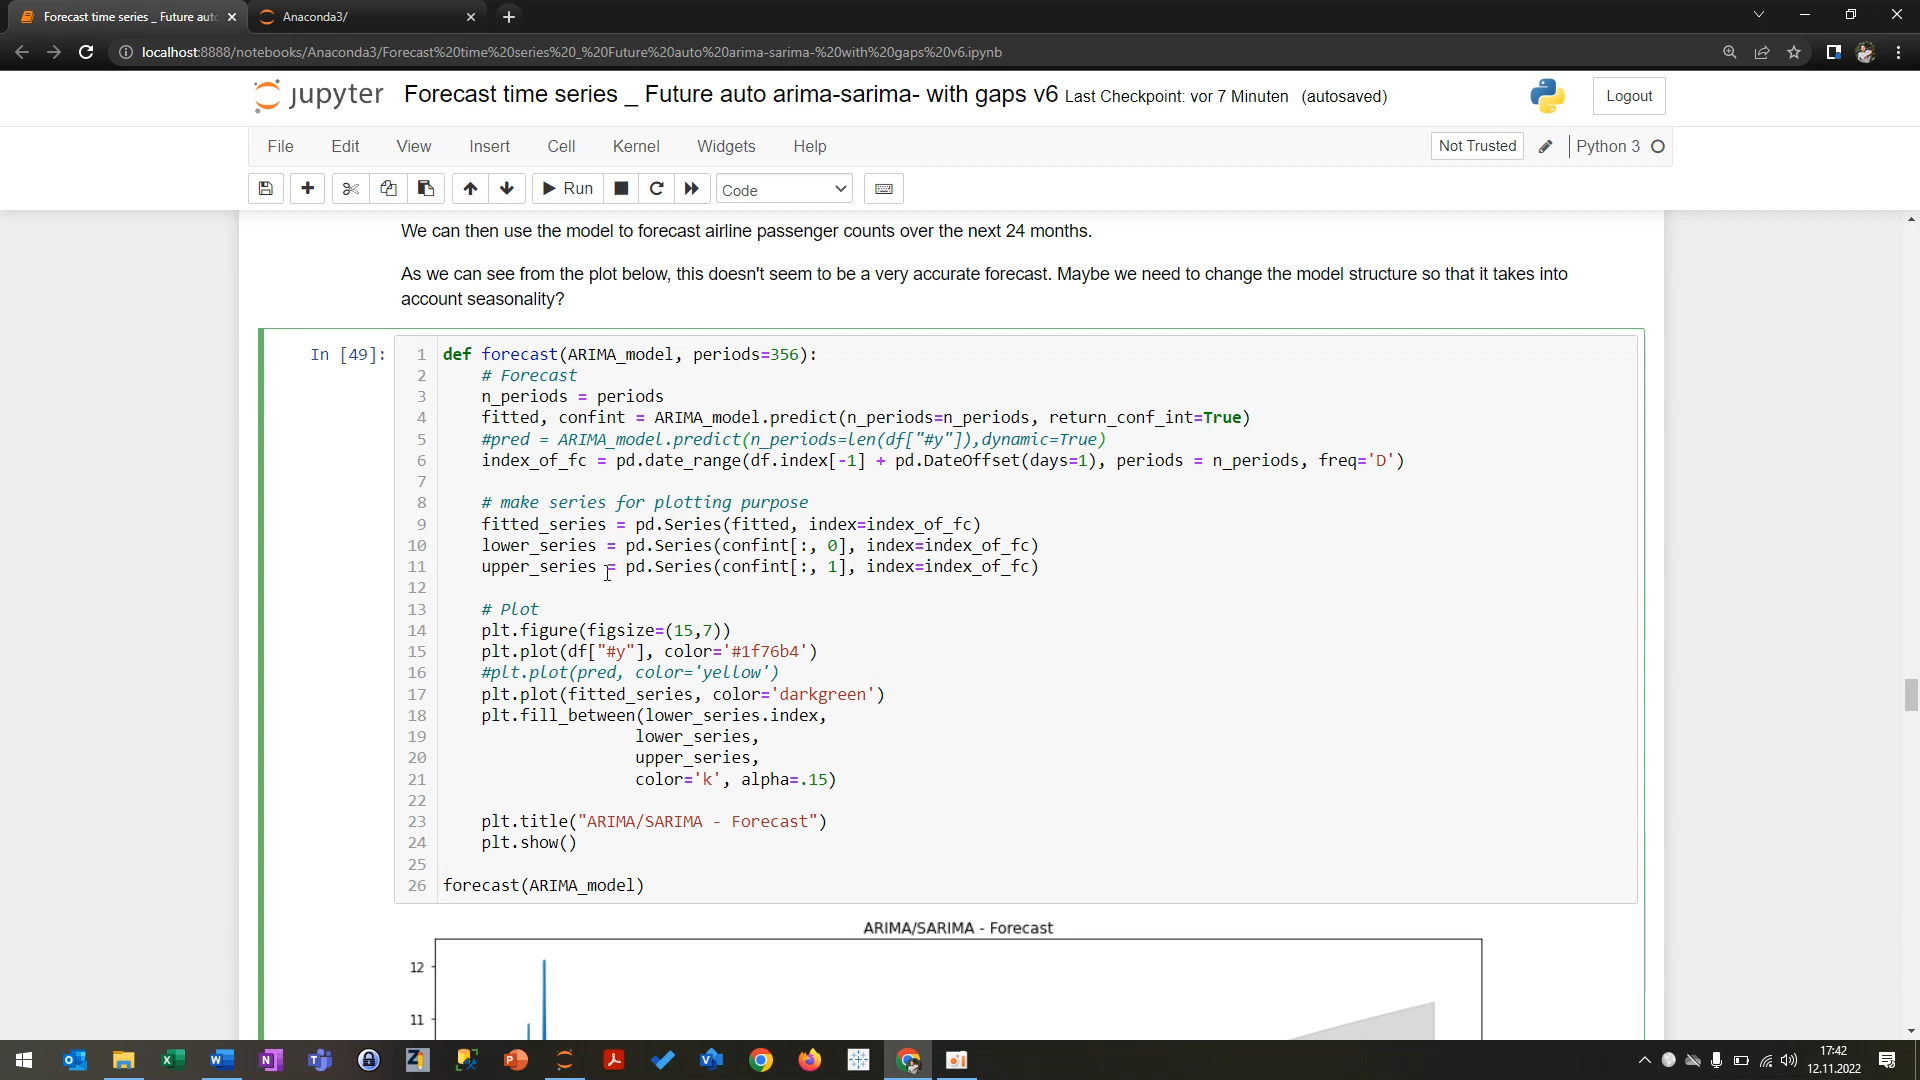 Forecast time series _ Future auto
Anaconda3/
localhost:8888/notebooks/Anaconda3/Forecast%20time%20series%20_%20Future%20auto%20arima-sarima-%20with%20gaps%20v6.ipynb
jupyter Forecast time series _ Future auto arima-sarima- with gaps v6 Last Checkpoint: vor 7 Minuten (autosaved)
Logout
File Edit View Insert Cell Kernel Widgets Help
Not Trusted Python 3
Run Code
We can then use the model to forecast airline passenger counts over the next 24 months.
As we can see from the plot below, this doesn't seem to be a very accurate forecast. Maybe we need to change the model structure so that it takes into
account seasonality?
In [49]:
1 def forecast(ARIMA_model, periods=356):
2     # Forecast
3     n_periods = periods
4     fitted, confint = ARIMA_model.predict(n_periods=n_periods, return_conf_int=True)
5     #pred = ARIMA_model.predict(n_periods=len(df["#y"]),dynamic=True)
6     index_of_fc = pd.date_range(df.index[-1] + pd.DateOffset(days=1), periods = n_periods, freq='D')
7
8     # make series for plotting purpose
9     fitted_series = pd.Series(fitted, index=index_of_fc)
10     lower_series = pd.Series(confint[:, 0], index=index_of_fc)
11     upper_series = pd.Series(confint[:, 1], index=index_of_fc)
12
13     # Plot
14     plt.figure(figsize=(15,7))
15     plt.plot(df["#y"], color='#1f76b4')
16     #plt.plot(pred, color='yellow')
17     plt.plot(fitted_series, color='darkgreen')
18     plt.fill_between(lower_series.index,
19                     lower_series,
20                     upper_series,
21                     color='k', alpha=.15)
22
23     plt.title("ARIMA/SARIMA - Forecast")
24     plt.show()
25
26 forecast(ARIMA_model)
ARIMA/SARIMA - Forecast
12
11
17:42
12.11.2022